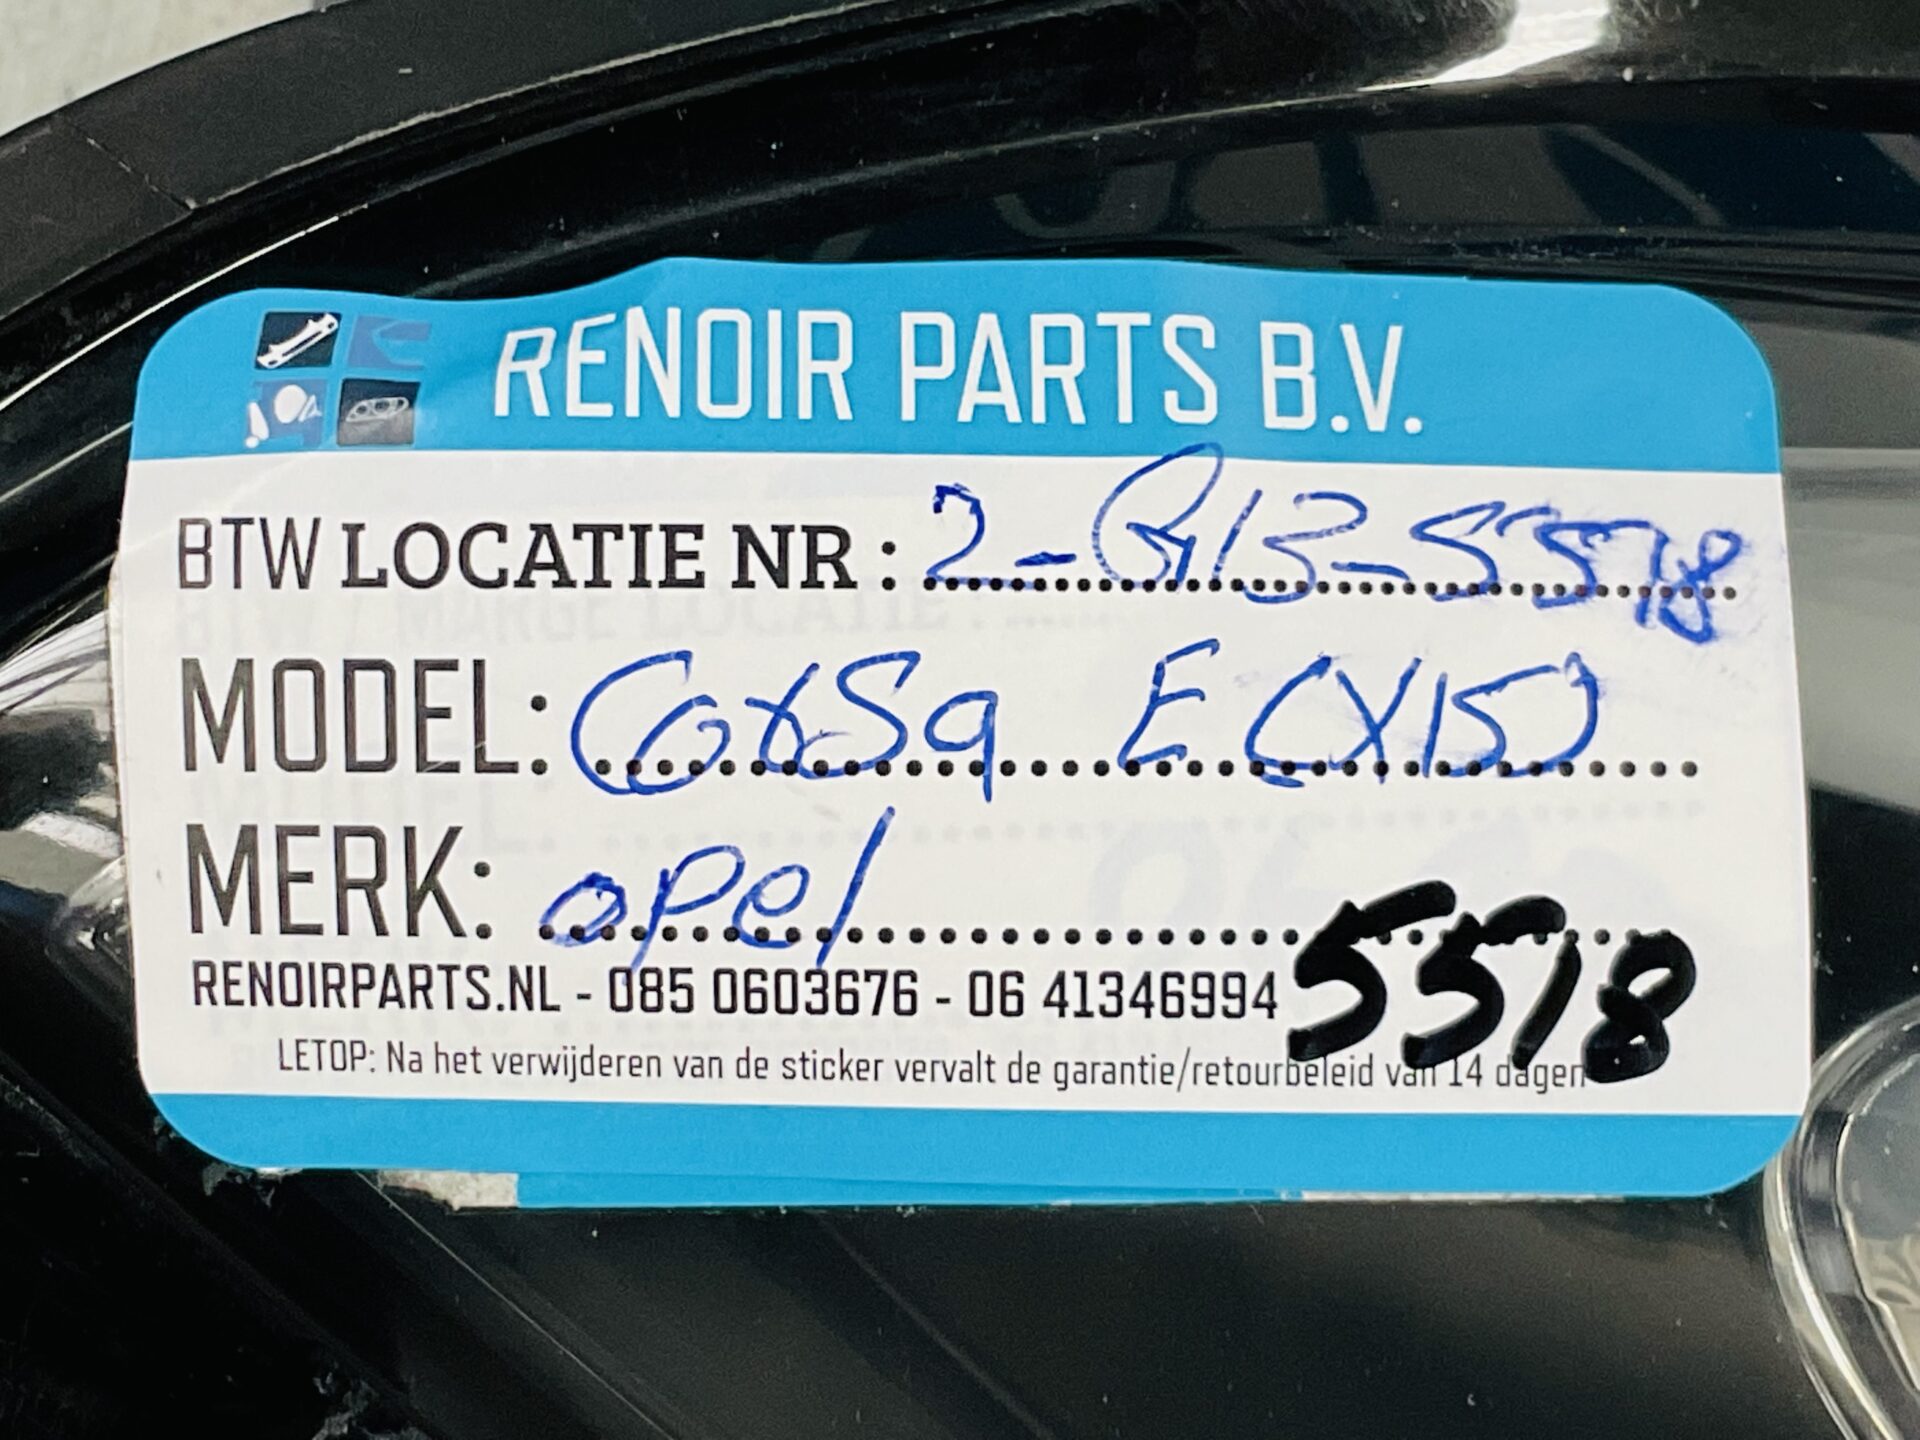 RENOIR PARTS B.V.
BTW LOCATIE NR : 2-G13-5518
MODEL: Corsa E (X15)
MERK: opel
RENOIRPARTS.NL - 085 0603676 - 06 41346994 5518
LETOP: Na het verwijderen van de sticker vervalt de garantie/retourbeleid van 14 dagen